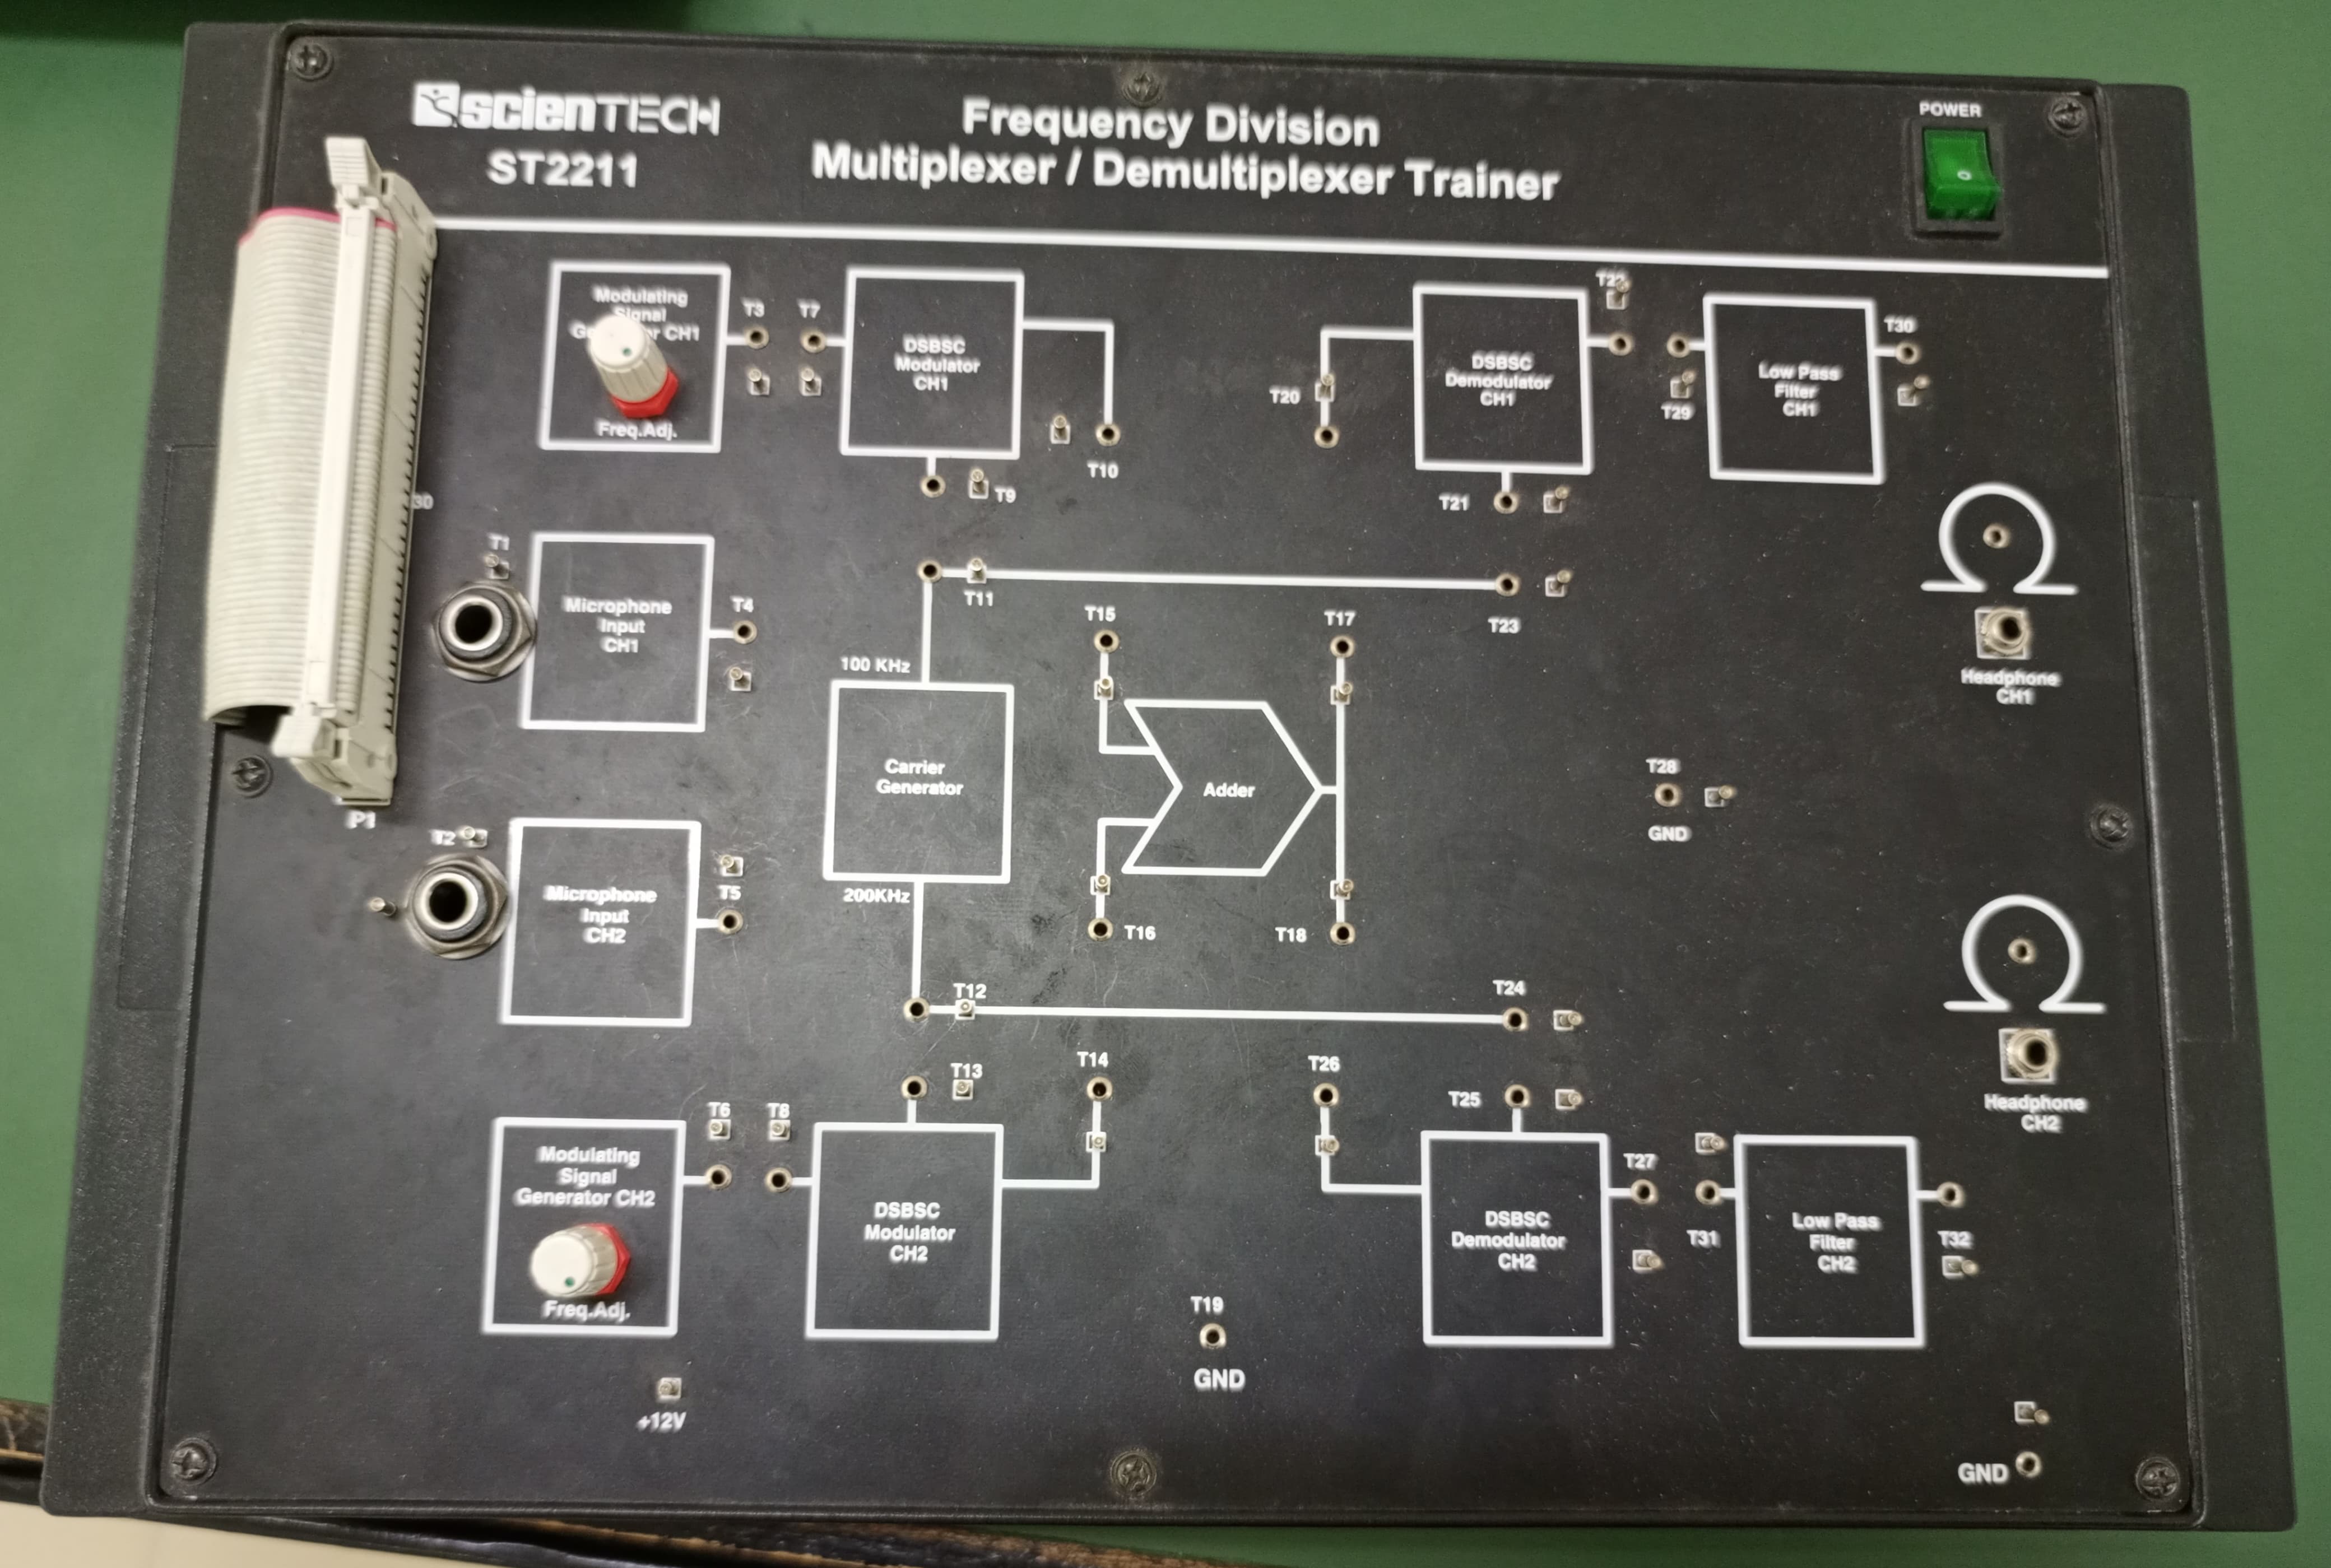 scienTECH
ST2211
Frequency Division
Multiplexer / Demultiplexer Trainer
POWER
Modulating
Signal
CH1
Freq.Adj.
T3
T7
DSBSC
Modulator
CH1
T9
T10
T20
DSBSC
Demodulator
CH1
T21
T29
Low Pass
Filter
CH1
T30
30
T1
Microphone
Input
CH1
T4
T11
T23
100 KHz
Carrier
Generator
200KHz
T15
T17
Adder
T16
T18
T28
GND
Headphone
CH1
P1
T2
Microphone
Input
CH2
T5
T12
T24
T13
T14
T26
T25
Headphone
CH2
T6
T8
Modulating
Signal
Generator CH2
Freq.Adj.
DSBSC
Modulator
CH2
DSBSC
Demodulator
CH2
T27
T31
Low Pass
Filter
CH2
T32
T19
GND
+12V
GND